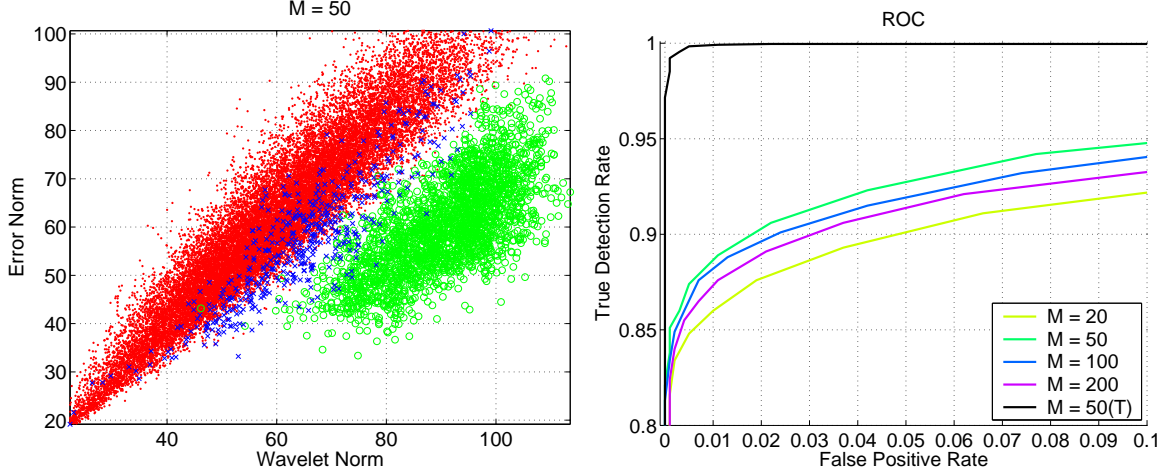 M = 50
100
90
80
70
60
50
40
30
20
40
60
80
100
Error Norm
Wavelet Norm
ROC
1
0.95
0.9
0.85
0.8
0
0.01
0.02
0.03
0.04
0.05
0.06
0.07
0.08
0.09
0.1
True Detection Rate
False Positive Rate
M = 20
M = 50
M = 100
M = 200
M = 50(T)